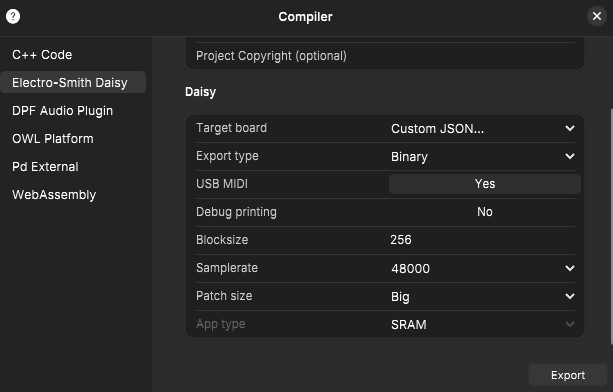 ?
Compiler
C++ Code
Electro-Smith Daisy
DPF Audio Plugin
OWL Platform
Pd External
WebAssembly
Project Copyright (optional)
Daisy
Target board Custom JSON...
Export type Binary
USB MIDI Yes
Debug printing No
Blocksize 256
Samplerate 48000
Patch size Big
App type SRAM
Export